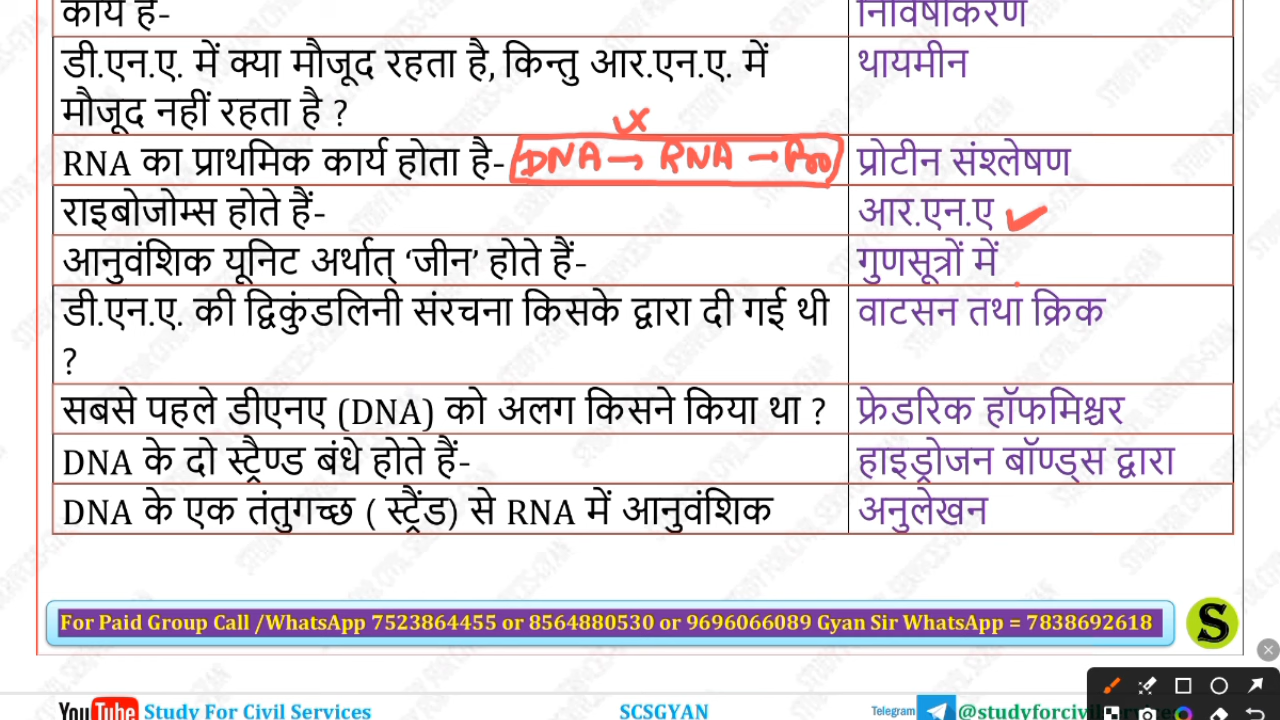 कार्य है-
निर्विषीकरण
डी.एन.ए. में क्या मौजूद रहता है, किन्तु आर.एन.ए. में
मौजूद नहीं रहता है ?
थायमीन
RNA का प्राथमिक कार्य होता है-
DNA → RNA → Pro
प्रोटीन संश्लेषण
राइबोजोम्स होते हैं-
आर.एन.ए
आनुवंशिक यूनिट अर्थात् ‘जीन’ होते हैं-
गुणसूत्रों में
डी.एन.ए. की द्विकुंडलिनी संरचना किसके द्वारा दी गई थी
?
वाटसन तथा क्रिक
सबसे पहले डीएनए (DNA) को अलग किसने किया था ?
फ्रेडरिक हॉफमिश्चर
DNA के दो स्ट्रैण्ड बंधे होते हैं-
हाइड्रोजन बॉण्ड्स द्वारा
DNA के एक तंतुगच्छ ( स्ट्रैंड) से RNA में आनुवंशिक
अनुलेखन
For Paid Group Call /WhatsApp 7523864455 or 8564880530 or 9696066089 Gyan Sir WhatsApp = 7838692618
S
YouTube Study For Civil Services
SCSGYAN
Telegram @studyforcivilservices